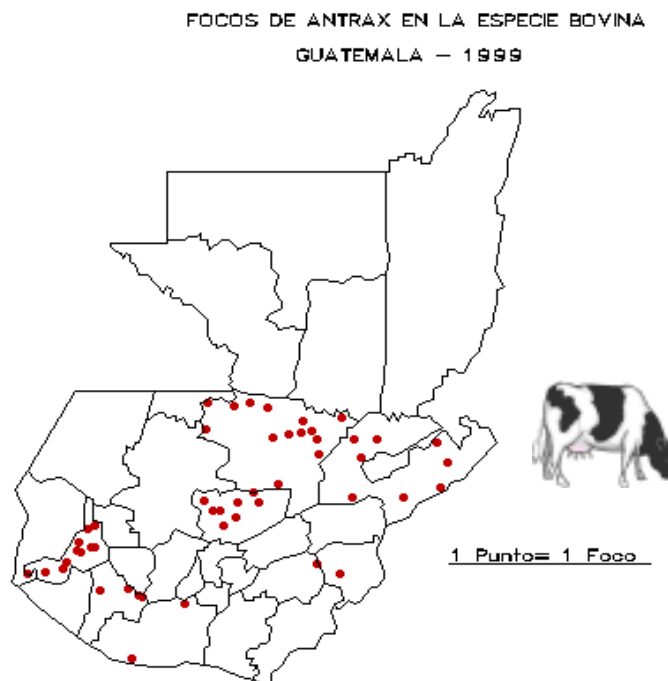 FOCOS DE ANTRAX EN LA ESPECIE BOVINA
GUATEMALA - 1999
1 Punto= 1 Foco